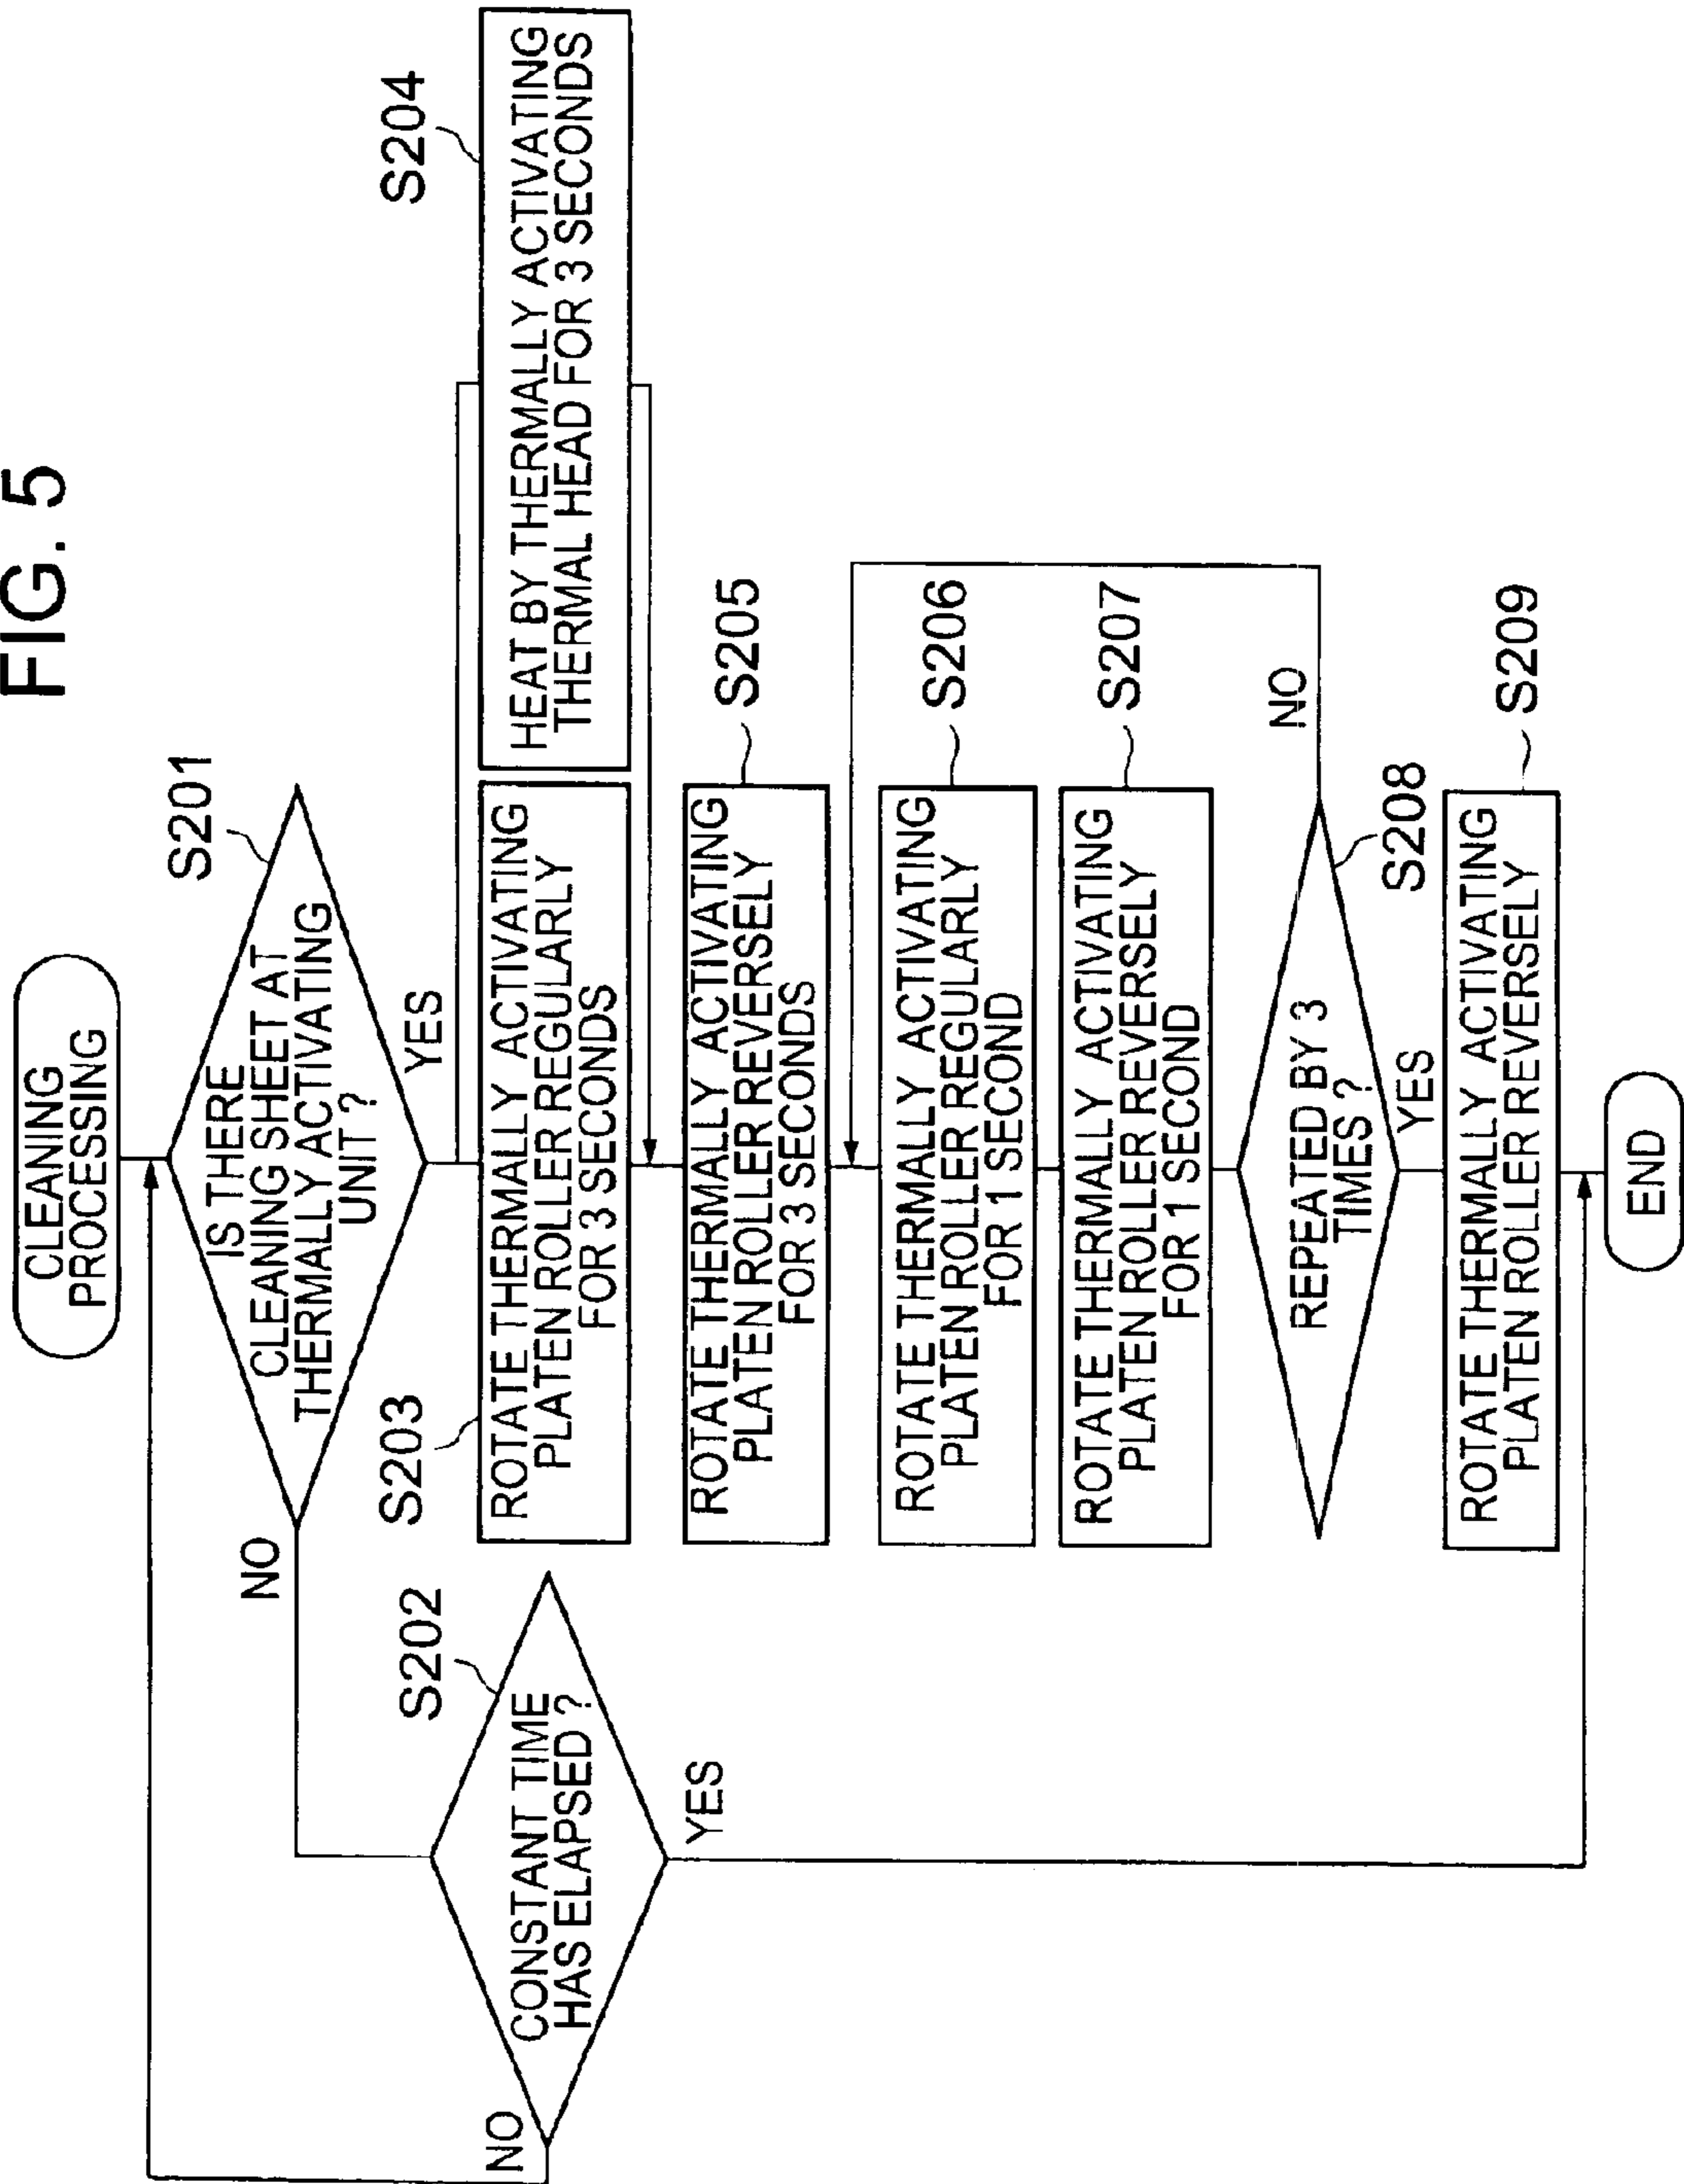 FIG. 5
CLEANING
PROCESSING
S201
IS THERE
CLEANING SHEET AT
THERMALLY ACTIVATING
UNIT ?
NO
YES
S202
CONSTANT TIME
HAS ELAPSED ?
NO
YES
S203
ROTATE THERMALLY ACTIVATING
PLATEN ROLLER REGULARLY
FOR 3 SECONDS
S204
HEAT BY THERMALLY ACTIVATING
THERMAL HEAD FOR 3 SECONDS
S205
ROTATE THERMALLY ACTIVATING
PLATEN ROLLER REVERSELY
FOR 3 SECONDS
S206
ROTATE THERMALLY ACTIVATING
PLATEN ROLLER REGULARLY
FOR 1 SECOND
S207
ROTATE THERMALLY ACTIVATING
PLATEN ROLLER REVERSELY
FOR 1 SECOND
NO
REPEATED BY 3
TIMES ?
S208
YES
S209
ROTATE THERMALLY ACTIVATING
PLATEN ROLLER REVERSELY
END